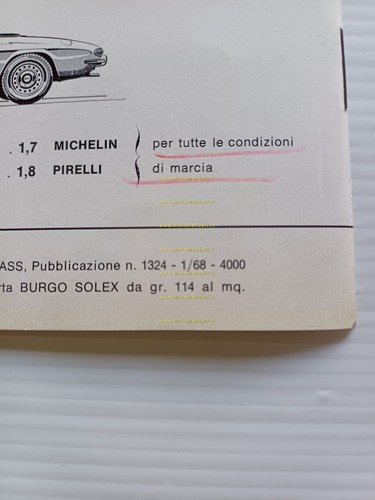 . 1,7 MICHELIN } per tutte le condizioni
. 1,8 PIRELLI } di marcia
ASS, Pubblicazione n. 1324 - 1/68 - 4000
rta BURGO SOLEX da gr. 114 al mq.